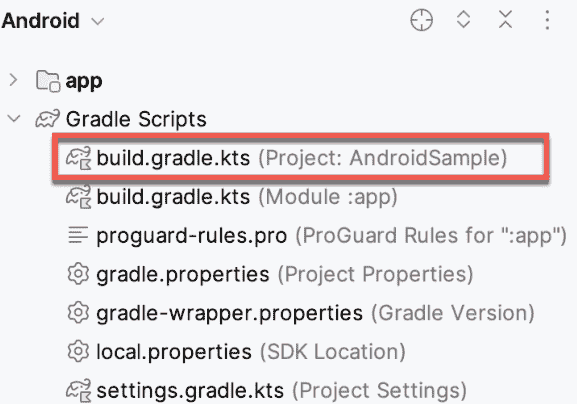 Android
app
Gradle Scripts
build.gradle.kts (Project: AndroidSample)
build.gradle.kts (Module :app)
proguard-rules.pro (ProGuard Rules for ":app")
gradle.properties (Project Properties)
gradle-wrapper.properties (Gradle Version)
local.properties (SDK Location)
settings.gradle.kts (Project Settings)